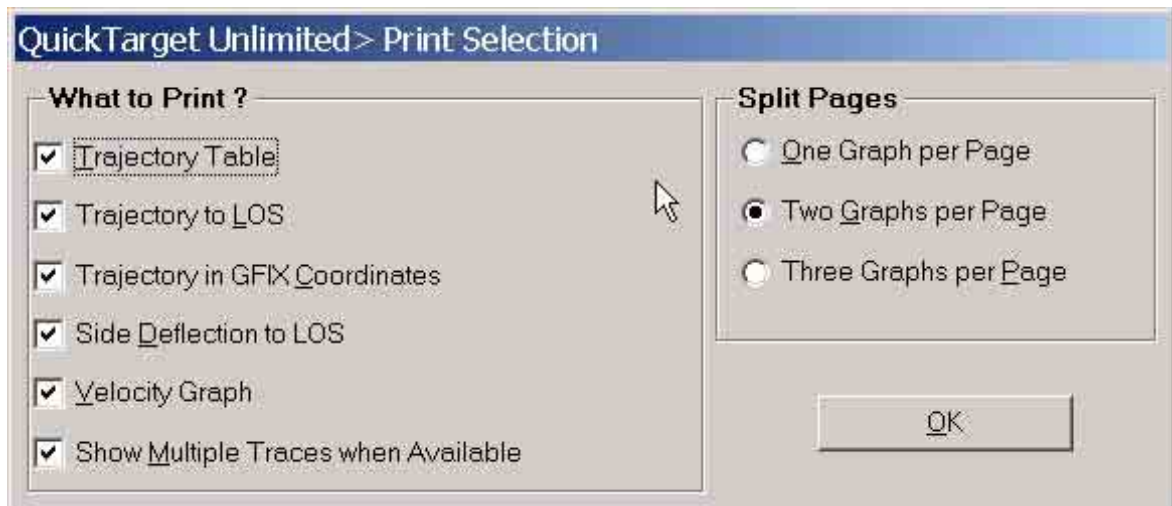 QuickTarget Unlimited> Print Selection
What to Print ?
Trajectory Table
Trajectory to LOS
Trajectory in GFIX Coordinates
Side Deflection to LOS
Velocity Graph
Show Multiple Traces when Available
Split Pages
One Graph per Page
Two Graphs per Page
Three Graphs per Page
OK